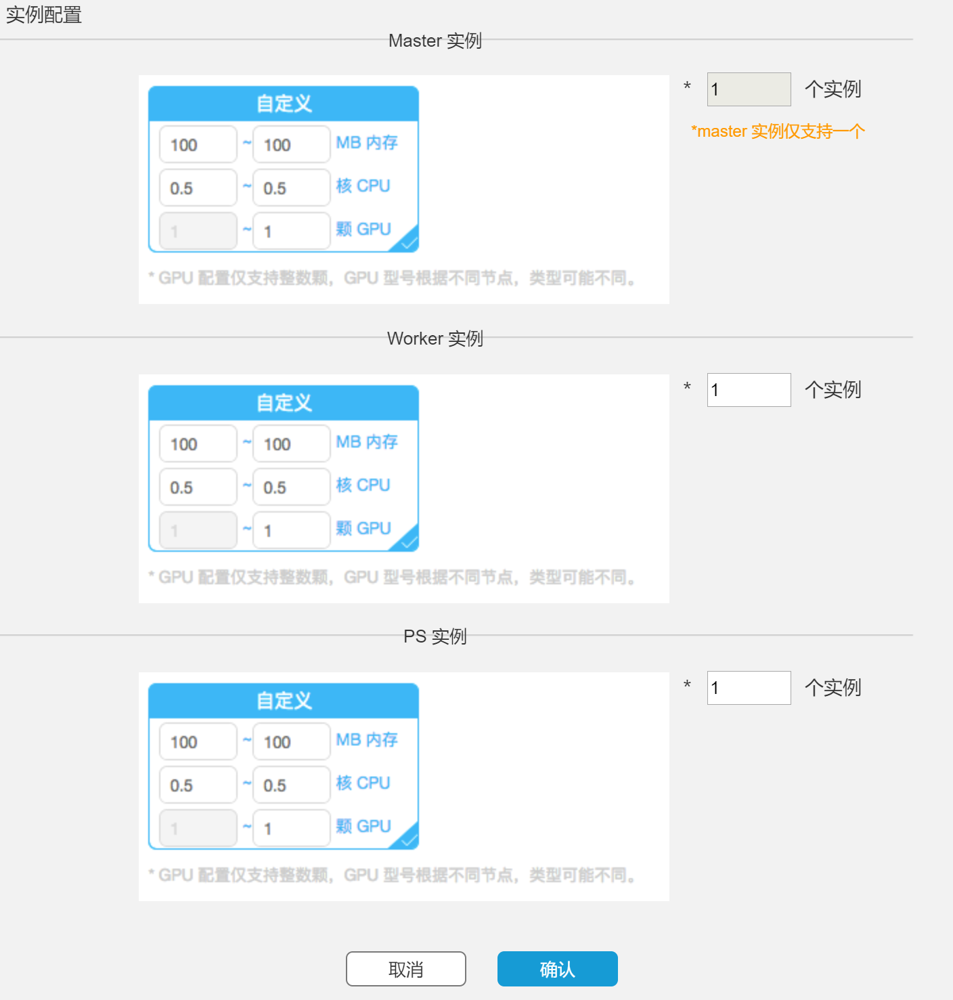 实例配置
Master 实例
自定义
* 1 个实例
100 ~ 100 MB 内存
*master 实例仅支持一个
0.5 ~ 0.5 核 CPU
1 ~ 1 颗 GPU
* GPU 配置仅支持整数颗，GPU 型号根据不同节点，类型可能不同。
Worker 实例
自定义
* 1 个实例
100 ~ 100 MB 内存
0.5 ~ 0.5 核 CPU
1 ~ 1 颗 GPU
* GPU 配置仅支持整数颗，GPU 型号根据不同节点，类型可能不同。
PS 实例
自定义
* 1 个实例
100 ~ 100 MB 内存
0.5 ~ 0.5 核 CPU
1 ~ 1 颗 GPU
* GPU 配置仅支持整数颗，GPU 型号根据不同节点，类型可能不同。
取消 确认